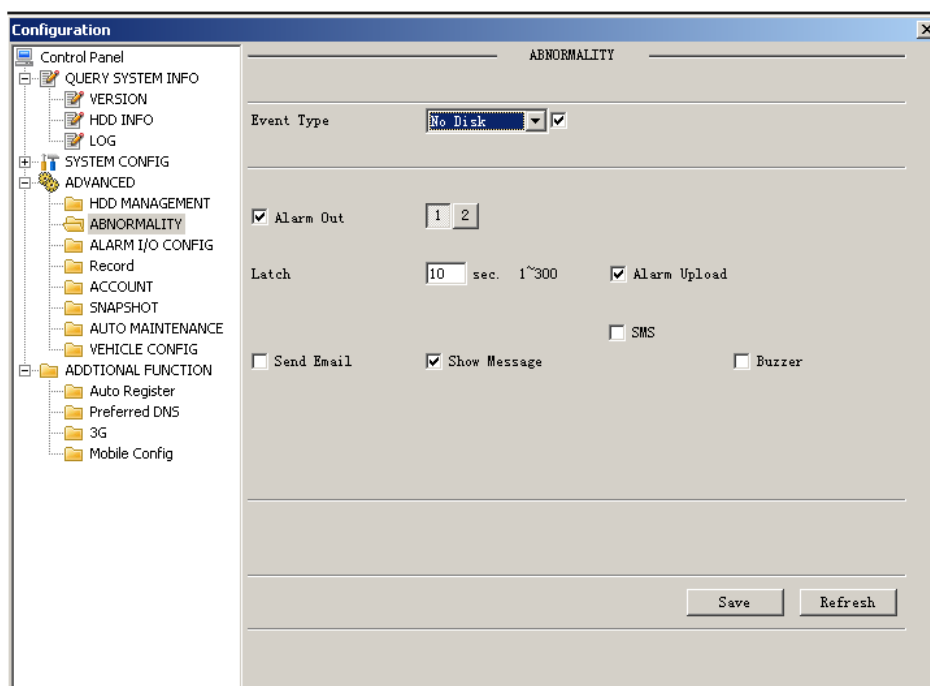 Configuration
Control Panel
QUERY SYSTEM INFO
VERSION
HDD INFO
LOG
SYSTEM CONFIG
ADVANCED
HDD MANAGEMENT
ABNORMALITY
ALARM I/O CONFIG
Record
ACCOUNT
SNAPSHOT
AUTO MAINTENANCE
VEHICLE CONFIG
ADDTIONAL FUNCTION
Auto Register
Preferred DNS
3G
Mobile Config
ABNORMALITY
Event Type No Disk
Alarm Out 1 2
Latch 10 sec. 1~300 Alarm Upload
SMS
Send Email Show Message Buzzer
Save Refresh